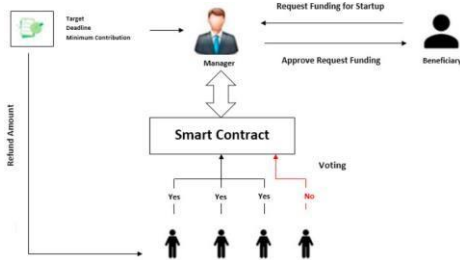 Request Funding for Startup
Target
Deadline
Minimum Contribution
Manager
Approve Request Funding
Beneficiary
Refund Amount
Smart Contract
Voting
Yes Yes Yes No